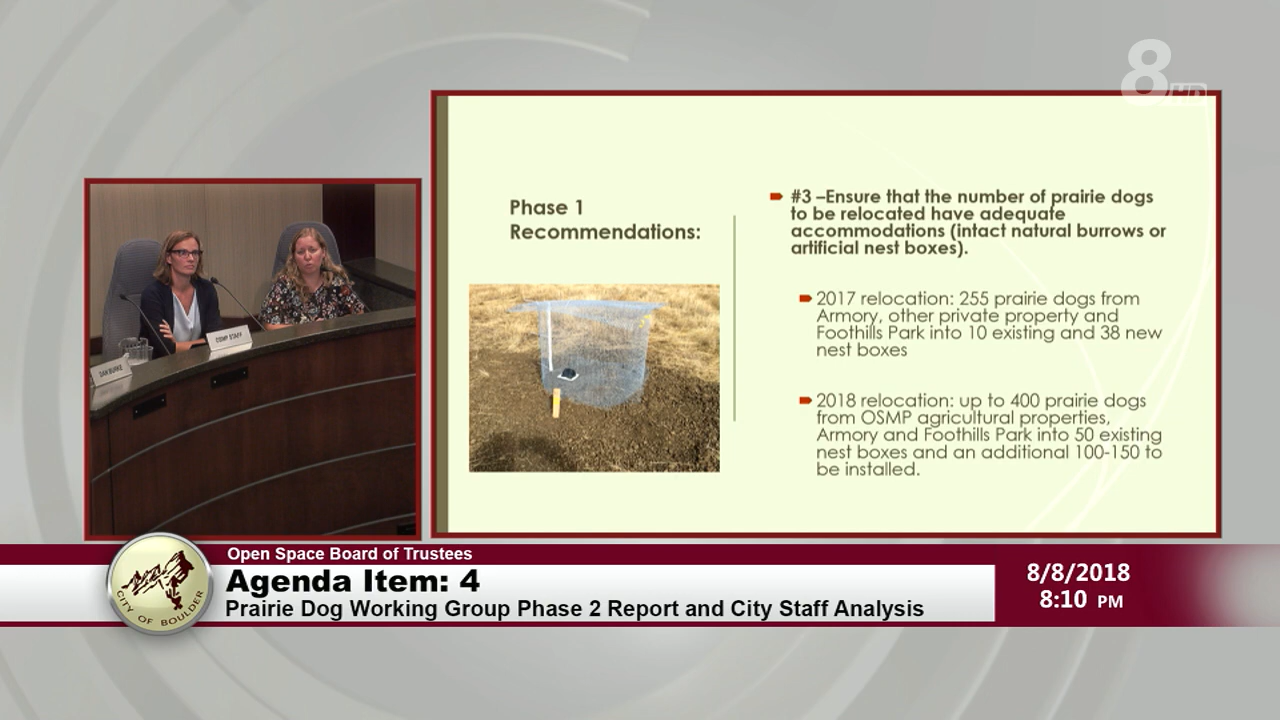 8
HD
Phase 1
Recommendations:
#3 –Ensure that the number of prairie dogs
to be relocated have adequate
accommodations (intact natural burrows or
artificial nest boxes).
2017 relocation: 255 prairie dogs from
Armory, other private property and
Foothills Park into 10 existing and 38 new
nest boxes
2018 relocation: up to 400 prairie dogs
from OSMP agricultural properties,
Armory and Foothills Park into 50 existing
nest boxes and an additional 100-150 to
be installed.
OSMP STAFF
DAN BURKE
Open Space Board of Trustees
Agenda Item: 4
Prairie Dog Working Group Phase 2 Report and City Staff Analysis
CITY OF BOULDER
8/8/2018
8:10 PM